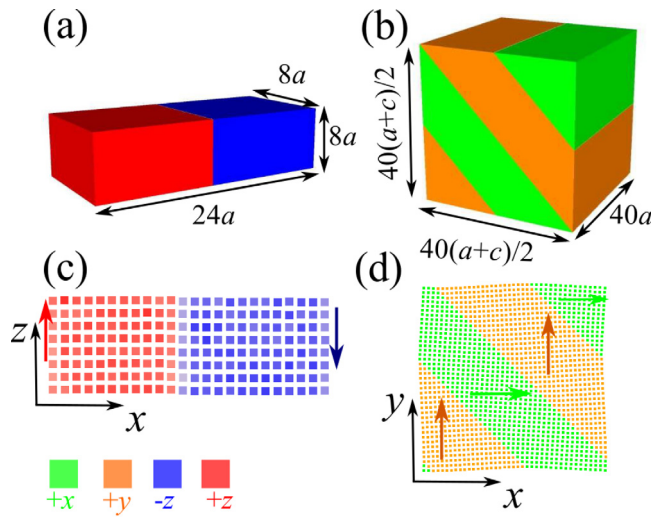 (a)
8a
8a
24a
(b)
40(a+c)/2
40(a+c)/2
40a
(c)
z
x
(d)
y
x
+x
+y
-z
+z